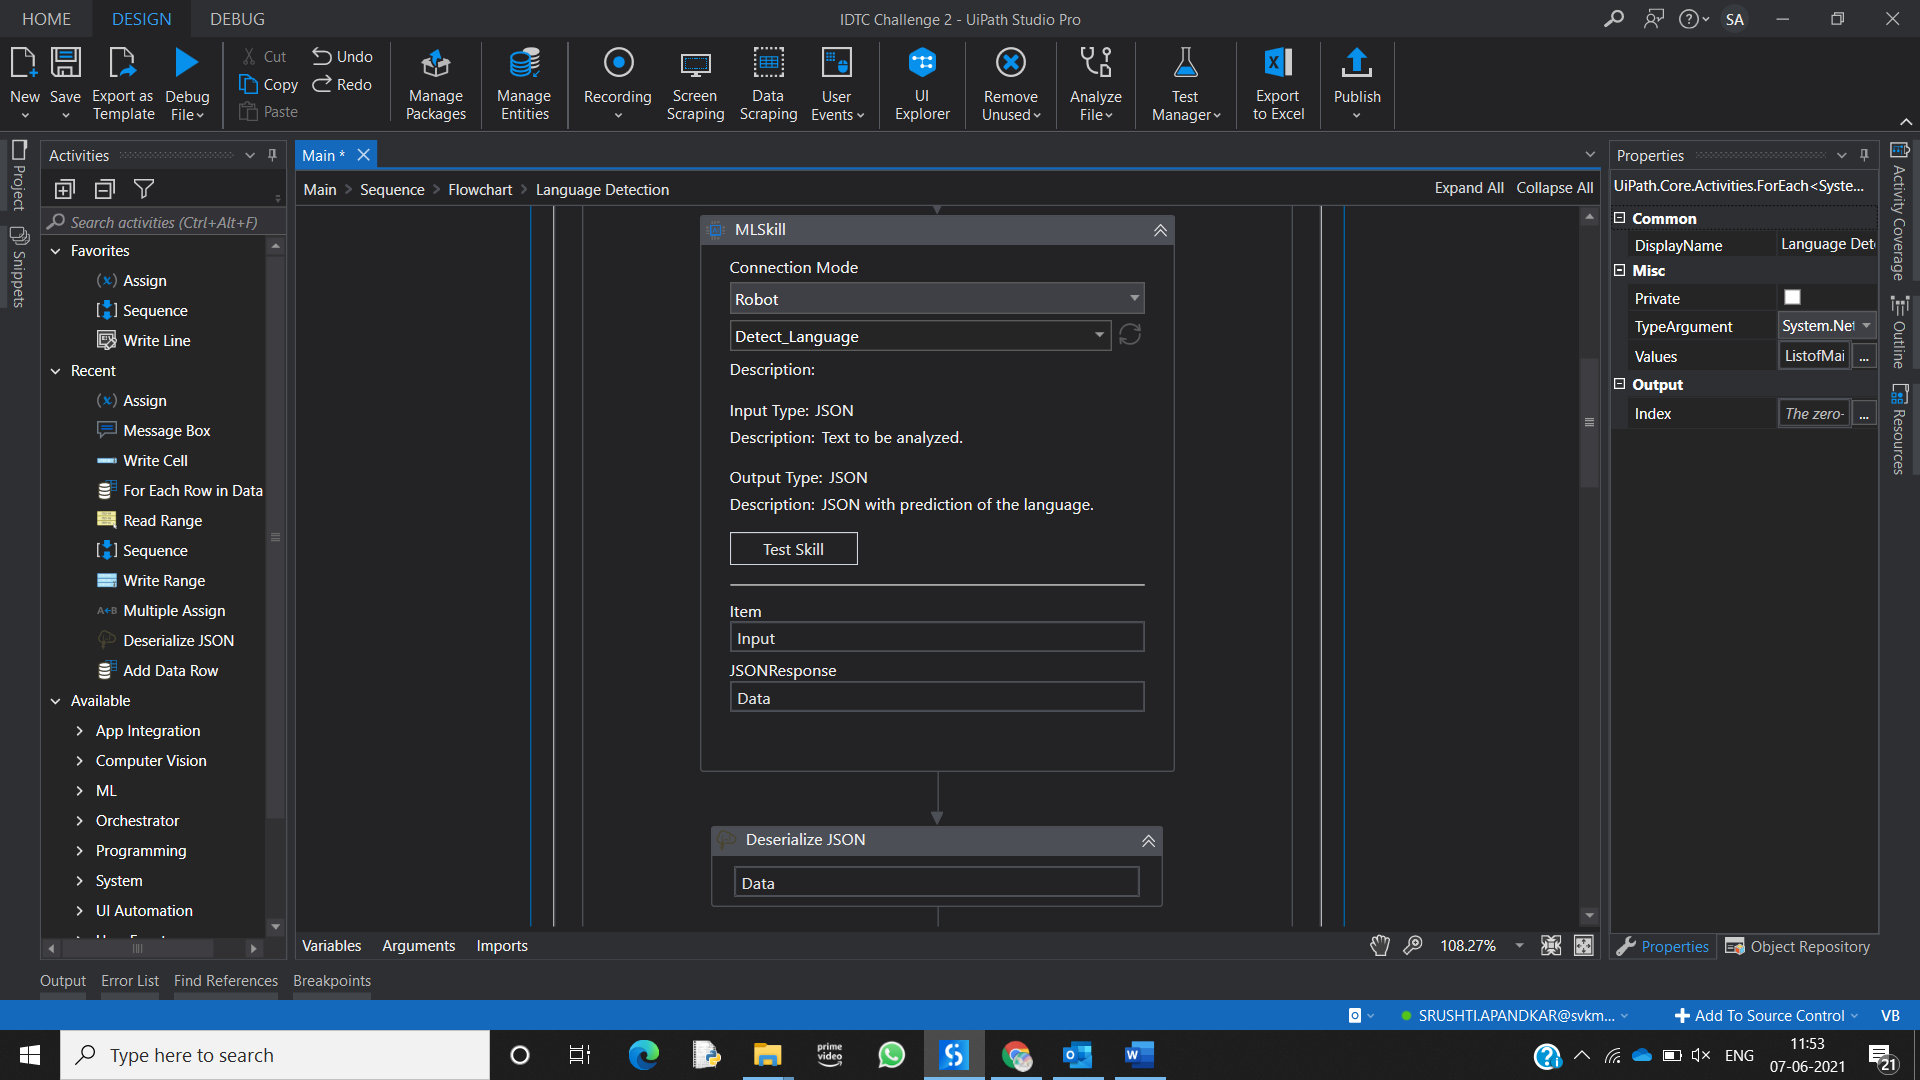 HOME
DESIGN
DEBUG
IDTC Challenge 2 - UiPath Studio Pro
SA
New
Save
Export as Template
Debug File
Cut
Copy
Paste
Undo
Redo
Manage Packages
Manage Entities
Recording
Screen Scraping
Data Scraping
User Events
UI Explorer
Remove Unused
Analyze File
Test Manager
Export to Excel
Publish
Project
Snippets
Activities
Search activities (Ctrl+Alt+F)
Favorites
Assign
Sequence
Write Line
Recent
Assign
Message Box
Write Cell
For Each Row in Data
Read Range
Sequence
Write Range
Multiple Assign
Deserialize JSON
Add Data Row
Available
App Integration
Computer Vision
ML
Orchestrator
Programming
System
UI Automation
Main *
Main > Sequence > Flowchart > Language Detection
Expand All
Collapse All
MLSkill
Connection Mode
Robot
Detect_Language
Description:
Input Type: JSON
Description: Text to be analyzed.
Output Type: JSON
Description: JSON with prediction of the language.
Test Skill
Item
Input
JSONResponse
Data
Deserialize JSON
Data
Variables
Arguments
Imports
108.27%
Properties
UiPath.Core.Activities.ForEach<Syste...
Common
DisplayName
Language Det
Misc
Private
TypeArgument
System.Net
Values
ListofMai
...
Output
Index
The zero-
...
Properties
Object Repository
Activity Coverage
Outline
Resources
Output
Error List
Find References
Breakpoints
SRUSHTI.APANDKAR@svkm...
Add To Source Control
VB
Type here to search
prime video
ENG
11:53
07-06-2021
21